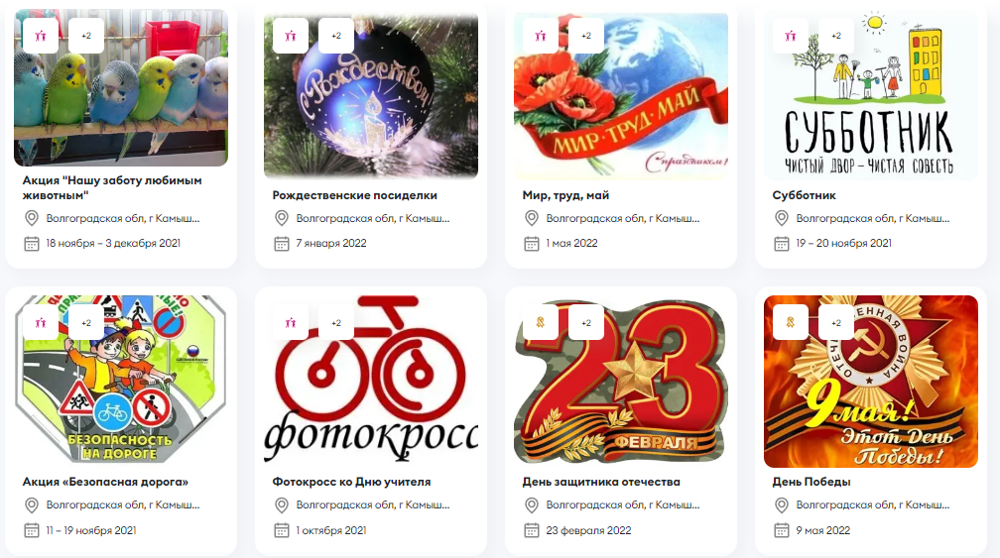 +2
Акция "Нашу заботу любимым
животным"
Волгоградская обл, г Камыш...
18 ноября – 3 декабря 2021
+2
С Рождеством!
Рождественские посиделки
Волгоградская обл, г Камыш...
7 января 2022
+2
МИР·ТРУД·МАЙ
С праздником!
Мир, труд, май
Волгоградская обл, г Камыш...
1 мая 2022
+2
СУББОТНИК
ЧИСТЫЙ ДВОР – ЧИСТАЯ СОВЕСТЬ
Субботник
Волгоградская обл, г Камыш...
19 – 20 ноября 2021
+2
БЕЗОПАСНОСТЬ
НА ДОРОГЕ
Акция «Безопасная дорога»
Волгоградская обл, г Камыш...
11 – 19 ноября 2021
+2
фотокросс
Фотокросс ко Дню учителя
Волгоградская обл, г Камыш...
1 октября 2021
+2
23
ФЕВРАЛЯ
День защитника отечества
Волгоградская обл, г Камыш...
23 февраля 2022
+2
ВОЙНА
9 мая!
Этот День
Победы!
День Победы
Волгоградская обл, г Камыш...
9 мая 2022